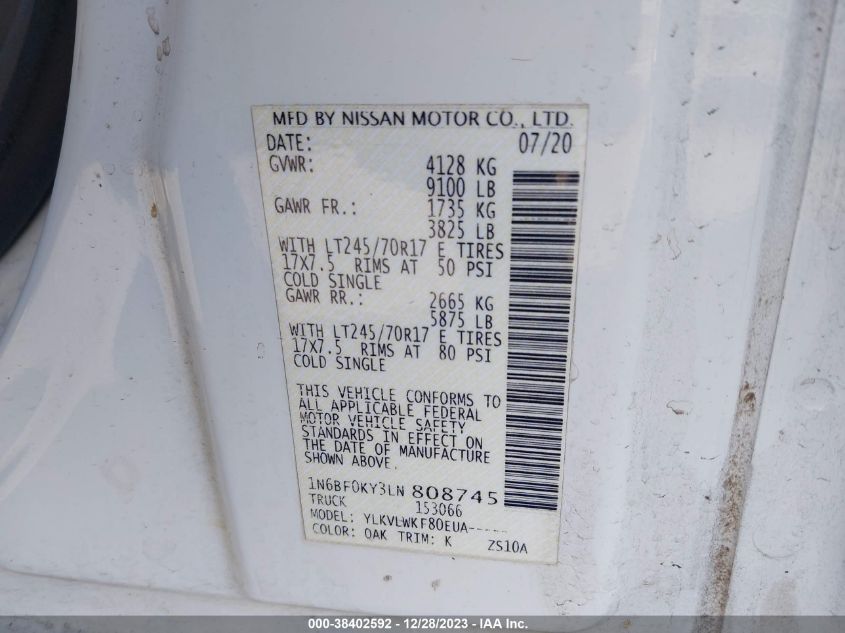 MFD BY NISSAN MOTOR CO., LTD.
DATE: 07/20
GVWR: 4128 KG
9100 LB
GAWR FR.: 1735 KG
3825 LB
WITH LT245/70R17 E TIRES
17X7.5 RIMS AT 50 PSI
COLD SINGLE
GAWR RR.: 2665 KG
5875 LB
WITH LT245/70R17 E TIRES
17X7.5 RIMS AT 80 PSI
COLD SINGLE
THIS VEHICLE CONFORMS TO
ALL APPLICABLE FEDERAL
MOTOR VEHICLE SAFETY
STANDARDS IN EFFECT ON
THE DATE OF MANUFACTURE
SHOWN ABOVE.
1N6BF0KY3LN808745
TRUCK 153066
MODEL: YLKVLWKF80EUA-----
COLOR: QAK TRIM: K ZS10A
000-38402592 - 12/28/2023 - IAA Inc.